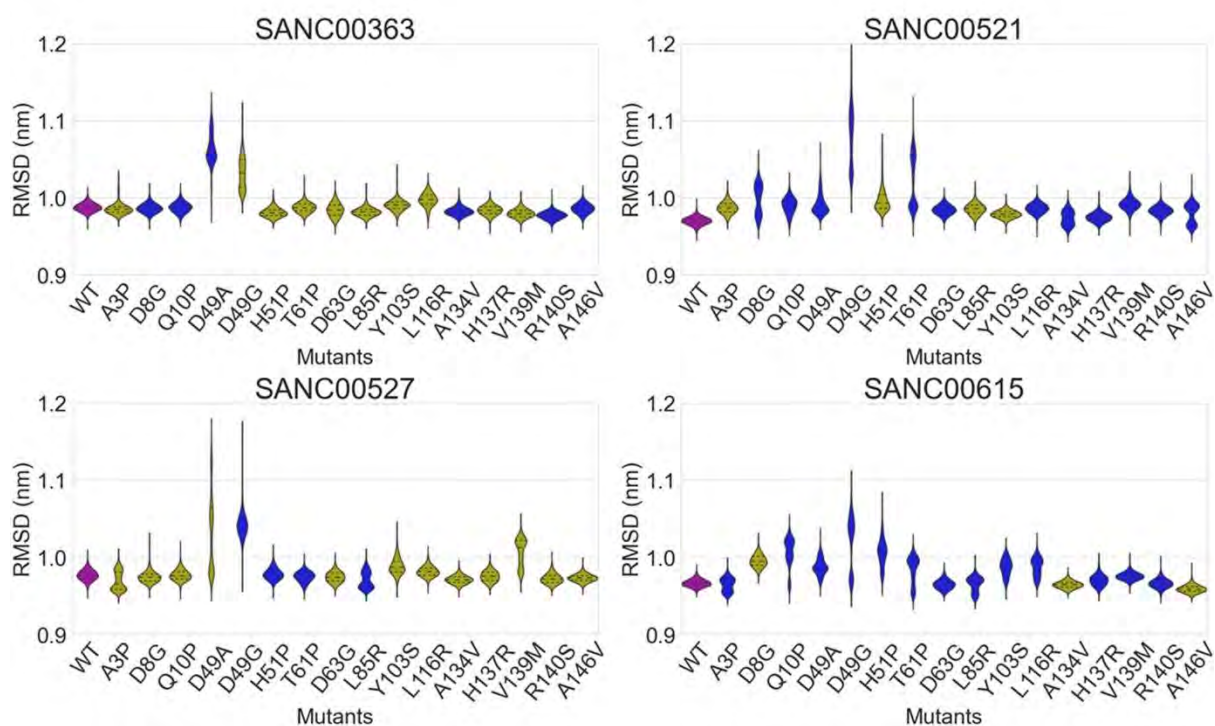 SANC00363
1.2
1.1
1.0
0.9
RMSD (nm)
WT A3P D8G Q10P D49A D49G H51P T61P D63G L85R Y103S L116R A134V H137R V139M R140S A146V
Mutants
SANC00521
1.2
1.1
1.0
0.9
RMSD (nm)
WT A3P D8G Q10P D49A D49G H51P T61P D63G L85R Y103S L116R A134V H137R V139M R140S A146V
Mutants
SANC00527
1.2
1.1
1.0
0.9
RMSD (nm)
WT A3P D8G Q10P D49A D49G H51P T61P D63G L85R Y103S L116R A134V H137R V139M R140S A146V
Mutants
SANC00615
1.2
1.1
1.0
0.9
RMSD (nm)
WT A3P D8G Q10P D49A D49G H51P T61P D63G L85R Y103S L116R A134V H137R V139M R140S A146V
Mutants